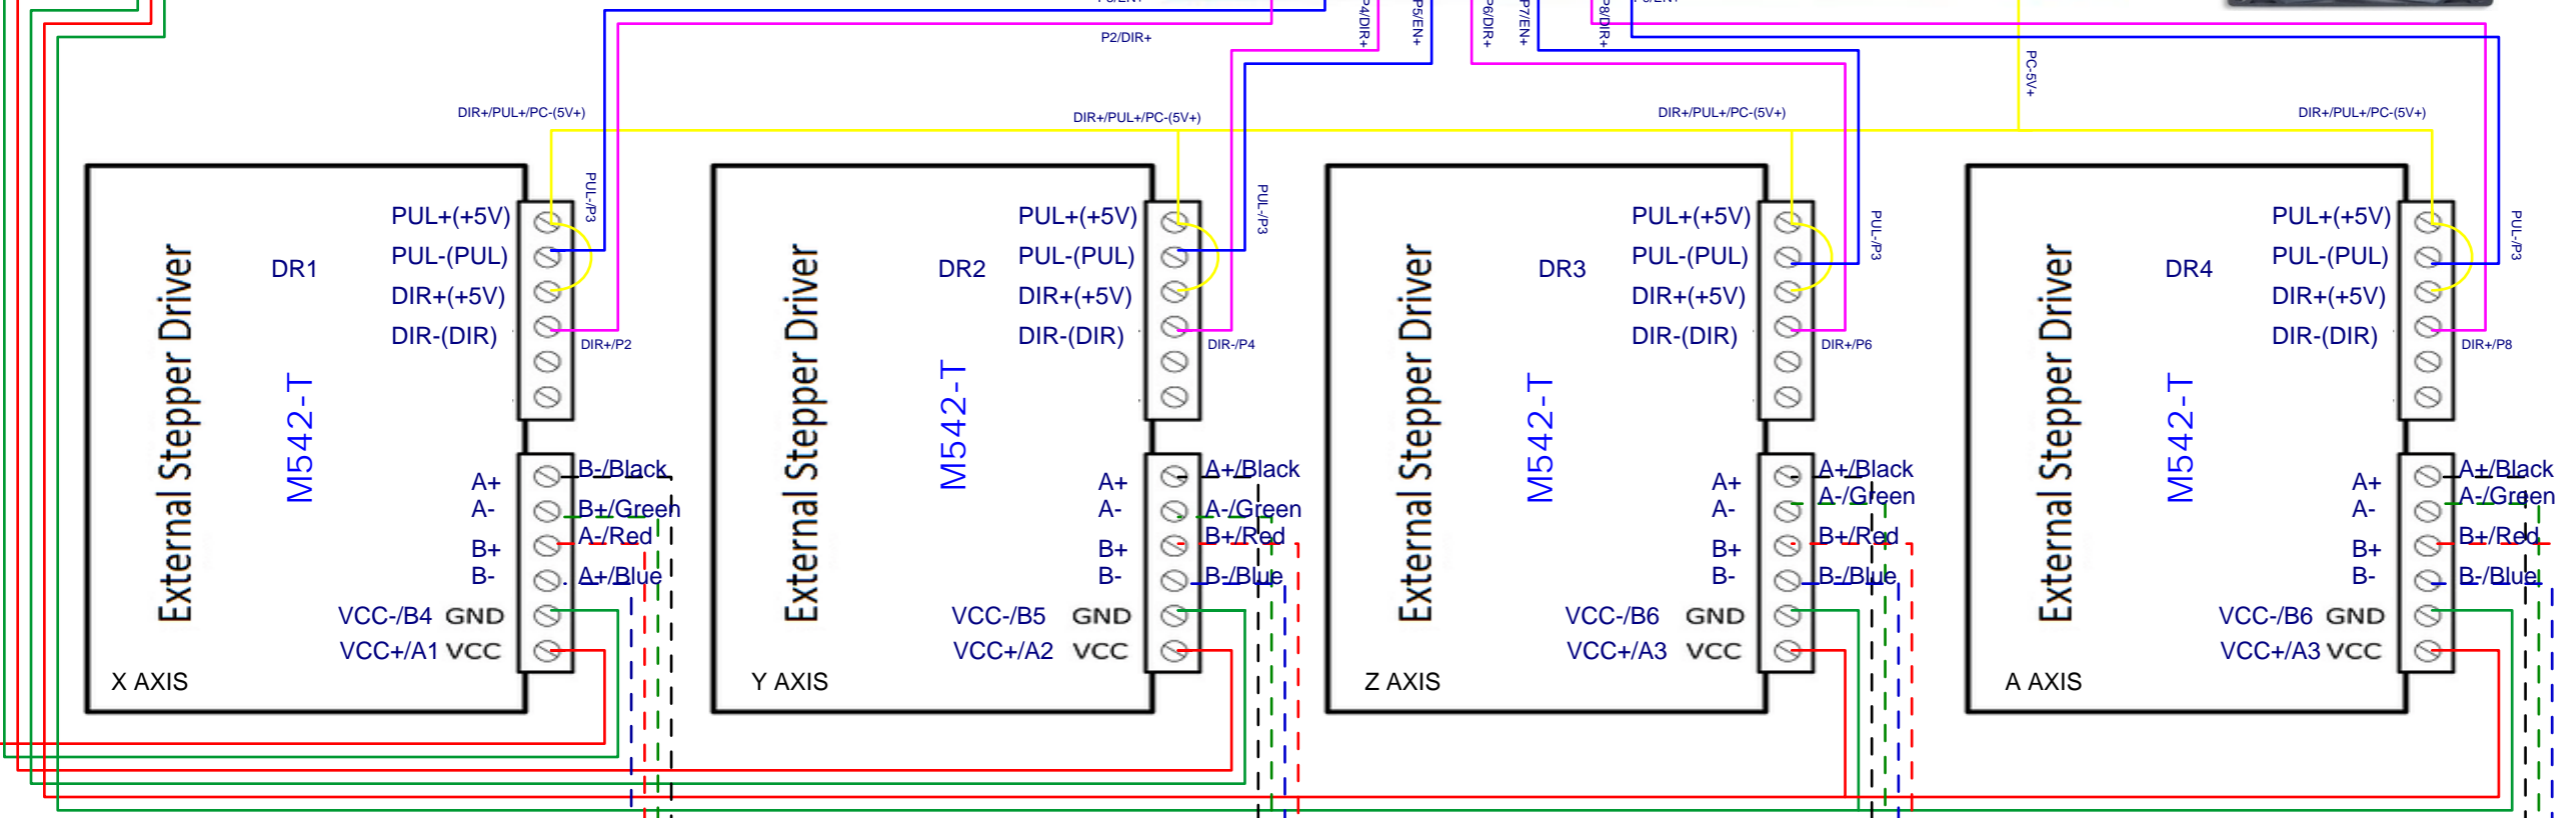 P2/DIR+
P4/DIR+
P5/EN+
P6/DIR+
P7/EN+
P8/DIR+
PC-5V+
DIR+/PUL+/PC-(5V+)
DIR+/PUL+/PC-(5V+)
DIR+/PUL+/PC-(5V+)
DIR+/PUL+/PC-(5V+)
External Stepper Driver
DR1
M542-T
PUL+(+5V)
PUL-(PUL)
DIR+(+5V)
DIR-(DIR)
PUL-/P3
DIR+/P2
A+
A-
B+
B-
B-/Black
B+/Green
A-/Red
A+/Blue
VCC-/B4 GND
VCC+/A1 VCC
X AXIS
External Stepper Driver
DR2
M542-T
PUL+(+5V)
PUL-(PUL)
DIR+(+5V)
DIR-(DIR)
PUL-/P3
DIR-/P4
A+
A-
B+
B-
A+/Black
A-/Green
B+/Red
B-/Blue
VCC-/B5 GND
VCC+/A2 VCC
Y AXIS
External Stepper Driver
DR3
M542-T
PUL+(+5V)
PUL-(PUL)
DIR+(+5V)
DIR-(DIR)
PUL-/P3
DIR+/P6
A+
A-
B+
B-
A+/Black
A-/Green
B+/Red
B-/Blue
VCC-/B6 GND
VCC+/A3 VCC
Z AXIS
External Stepper Driver
DR4
M542-T
PUL+(+5V)
PUL-(PUL)
DIR+(+5V)
DIR-(DIR)
PUL-/P3
DIR+/P8
A+
A-
B+
B-
A+/Black
A-/Green
B+/Red
B-/Blue
VCC-/B6 GND
VCC+/A3 VCC
A AXIS